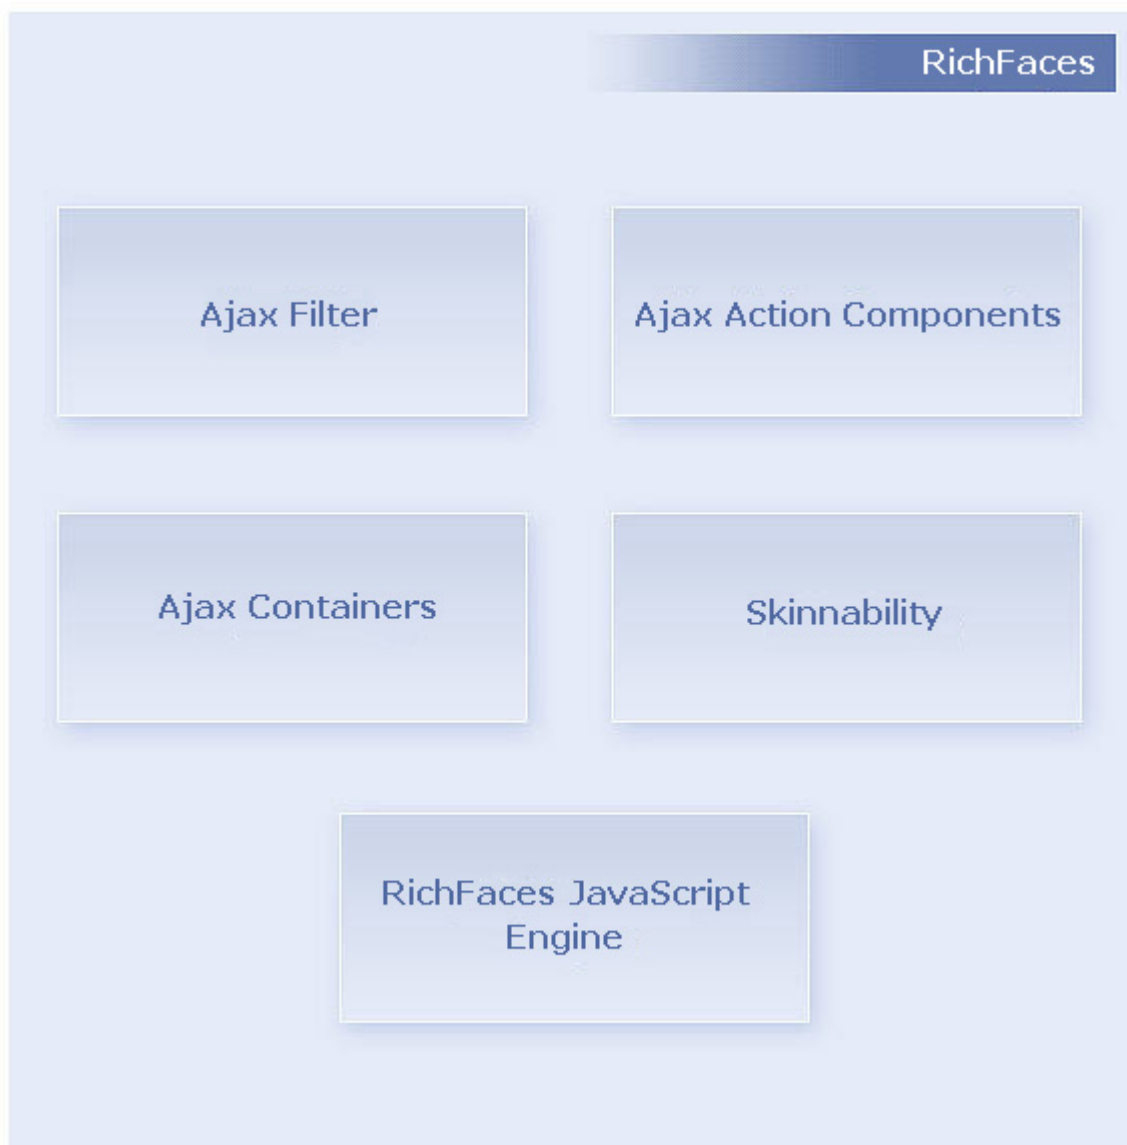 RichFaces
Ajax Filter
Ajax Action Components
Ajax Containers
Skinnability
RichFaces JavaScript
Engine